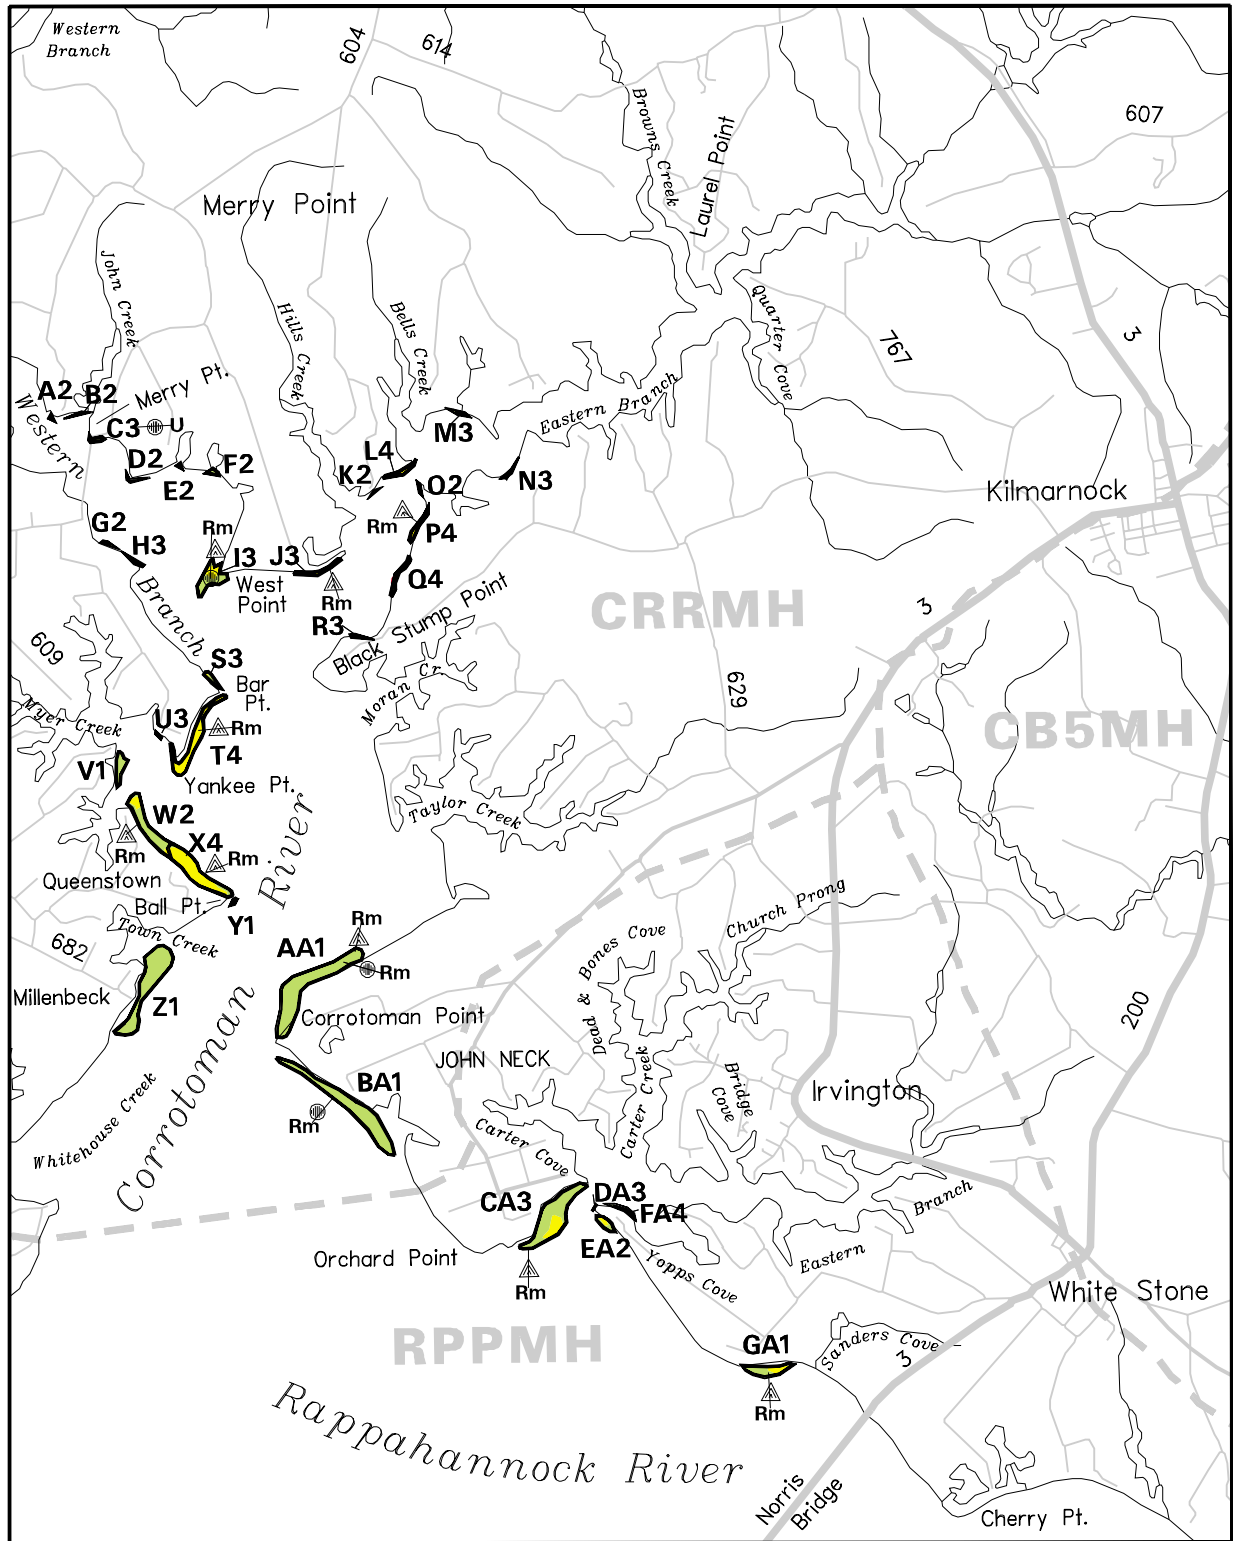 Western
Branch
604
614
607
Browns Creek
Laurel Point
Merry Point
John Creek
Hills Creek
Bells Creek
Quarter Cove
767
3
A2
B2
Merry Pt.
C3
U
Western
D2
E2
F2
L4
K2
M3
Eastern Branch
N3
O2
Kilmarnock
Rm
P4
G2
H3
Rm
I3
J3
West
Point
Rm
Q4
R3
Black Stump Point
CRRMH
3
Branch
609
S3
Bar
Pt.
Moran Cr.
629
Myer Creek
U3
Rm
T4
CB5MH
V1
Yankee Pt.
W2
Taylor Creek
Rm
X4
Rm
Queenstown
Ball Pt.
Y1
River
Church Prong
Town Creek
682
Rm
AA1
Rm
Dead & Bones Cove
Millenbeck
Z1
Corrotoman Point
200
JOHN NECK
Carter Creek
Bridge
Cove
Irvington
BA1
Rm
Whitehouse Creek
Corrotoman
Carter
Cove
CA3
DA3
FA4
EA2
Branch
Eastern
Orchard Point
Rm
Yopps Cove
White Stone
RPPMH
GA1
Sanders Cove
3
Rm
Rappahannock River
Norris
Bridge
Cherry Pt.